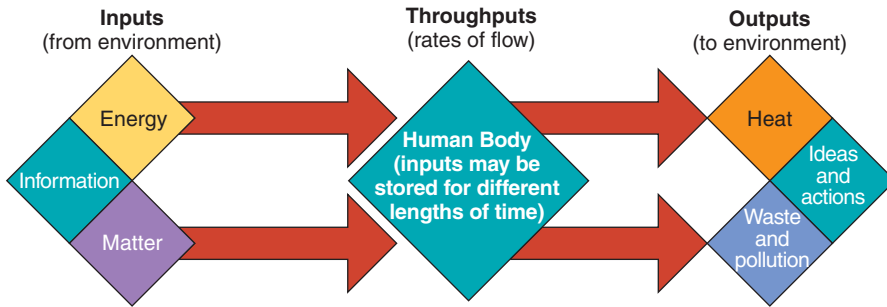 Inputs
(from environment)
Throughputs
(rates of flow)
Outputs
(to environment)
Energy
Information
Matter
Human Body
(inputs may be
stored for different
lengths of time)
Heat
Ideas
and
actions
Waste
and
pollution